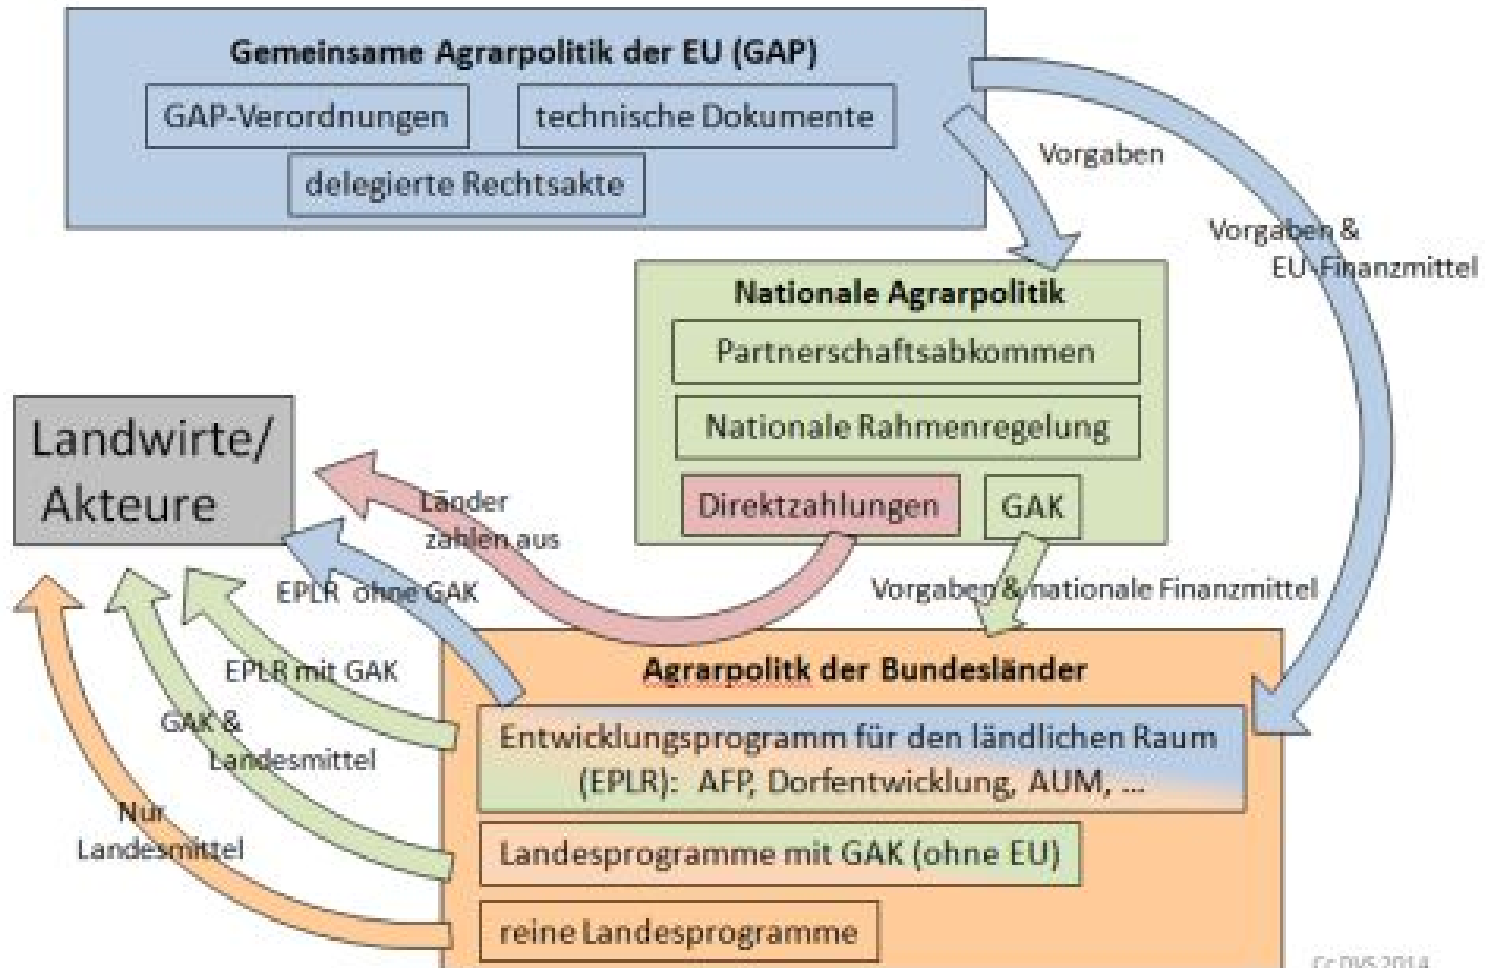 Gemeinsame Agrarpolitik der EU (GAP)
GAP-Verordnungen
technische Dokumente
delegierte Rechtsakte
Vorgaben
Vorgaben &
EU-Finanzmittel
Nationale Agrarpolitik
Partnerschaftsabkommen
Nationale Rahmenregelung
Direktzahlungen
GAK
Landwirte/
Akteure
Länder
zahlen aus
EPLR ohne GAK
Vorgaben & nationale Finanzmittel
EPLR mit GAK
GAK &
Landesmittel
Nur
Landesmittel
Agrarpolitk der Bundesländer
Entwicklungsprogramm für den ländlichen Raum
(EPLR): AFP, Dorfentwicklung, AUM, ...
Landesprogramme mit GAK (ohne EU)
reine Landesprogramme